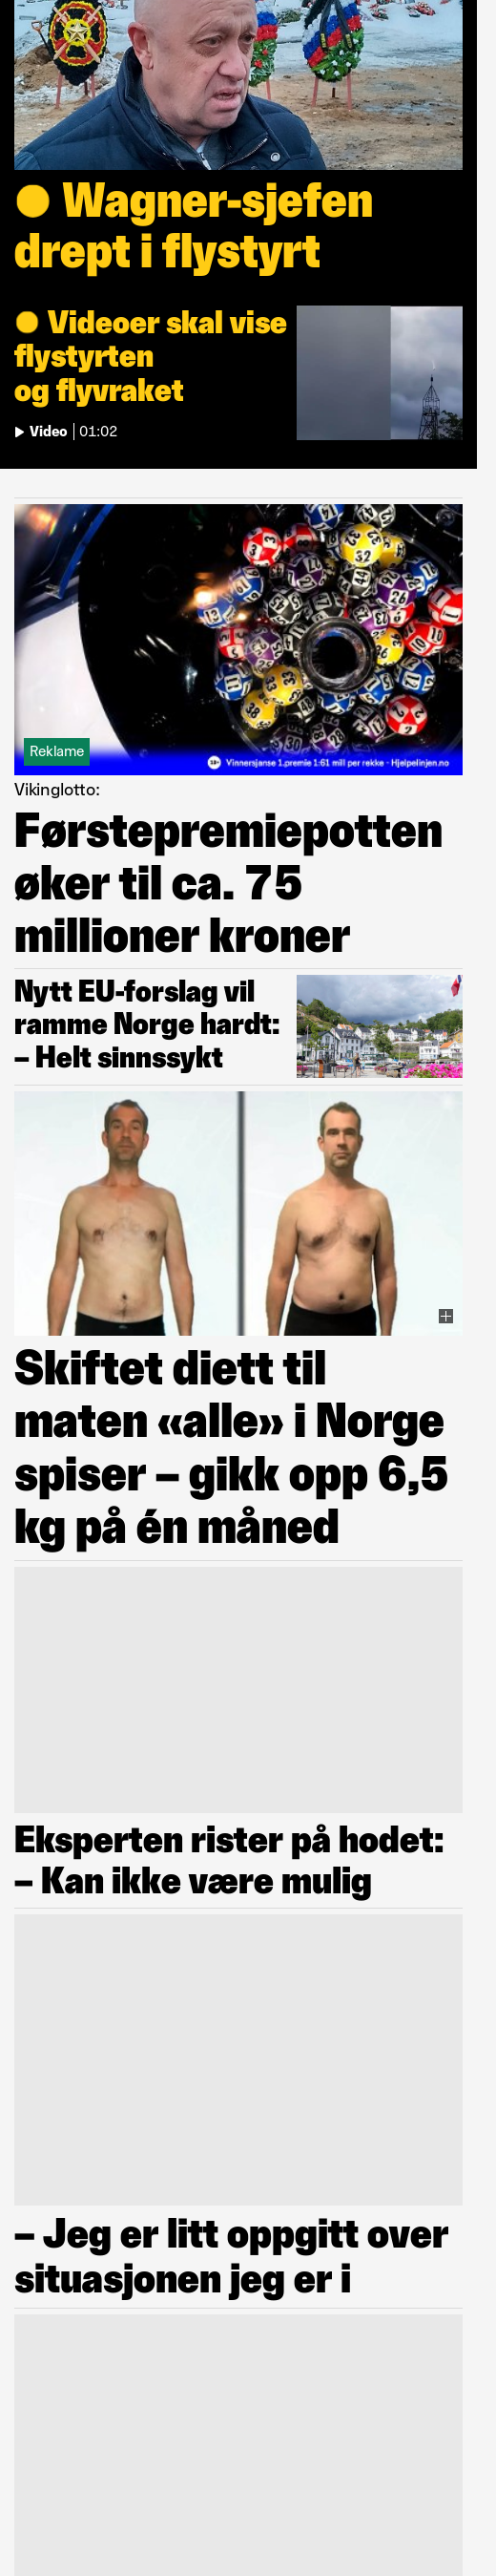 Wagner-sjefen
drept i flystyrt
Videoer skal vise
flystyrten
og flyvraket
Video | 01:02
Reklame
18+ Vinnersjanse 1.premie 1:61 mill per rekke - Hjelpelinjen.no
Vikinglotto:
Førstepremiepotten
øker til ca. 75
millioner kroner
Nytt EU-forslag vil
ramme Norge hardt:
– Helt sinnssykt
Skiftet diett til
maten «alle» i Norge
spiser – gikk opp 6,5
kg på én måned
Eksperten rister på hodet:
– Kan ikke være mulig
– Jeg er litt oppgitt over
situasjonen jeg er i